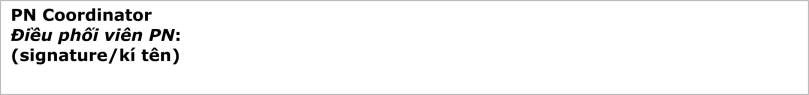 PN Coordinator
Điều phối viên PN:
(signature/kí tên)